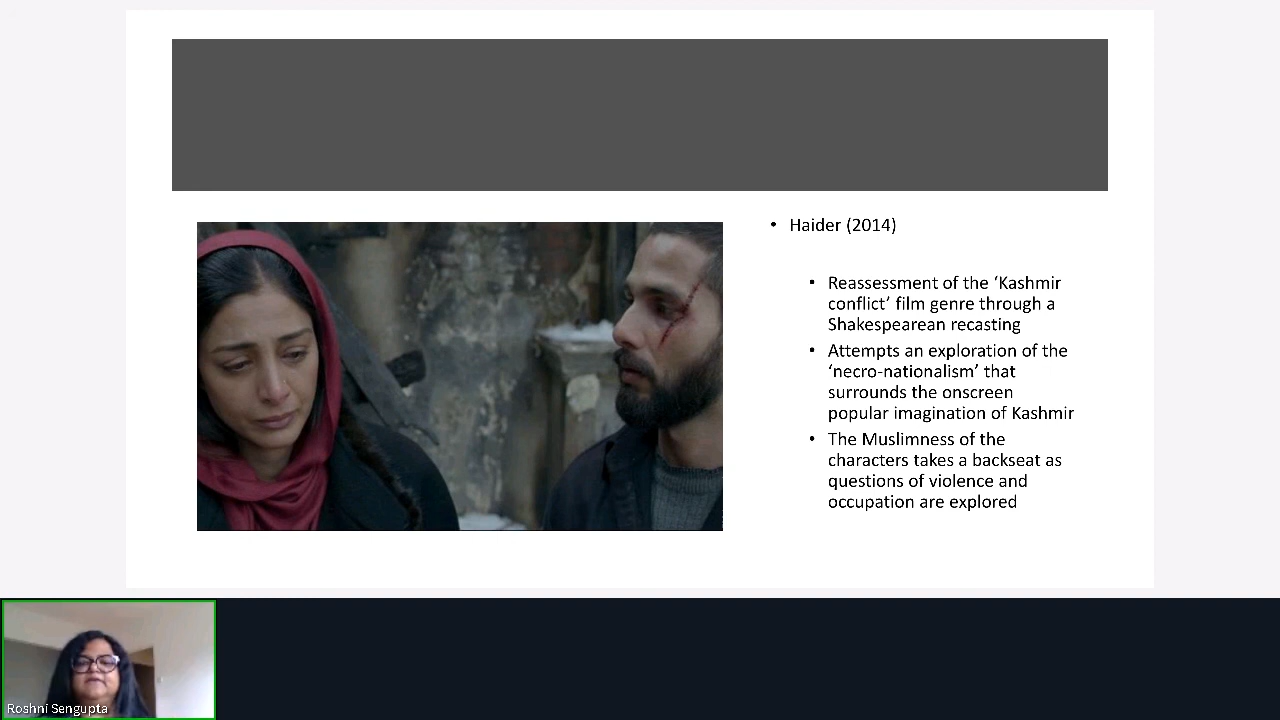 • Haider (2014)
• Reassessment of the ‘Kashmir
conflict’ film genre through a
Shakespearean recasting
• Attempts an exploration of the
‘necro-nationalism’ that
surrounds the onscreen
popular imagination of Kashmir
• The Muslimness of the
characters takes a backseat as
questions of violence and
occupation are explored
Roshni Sengupta